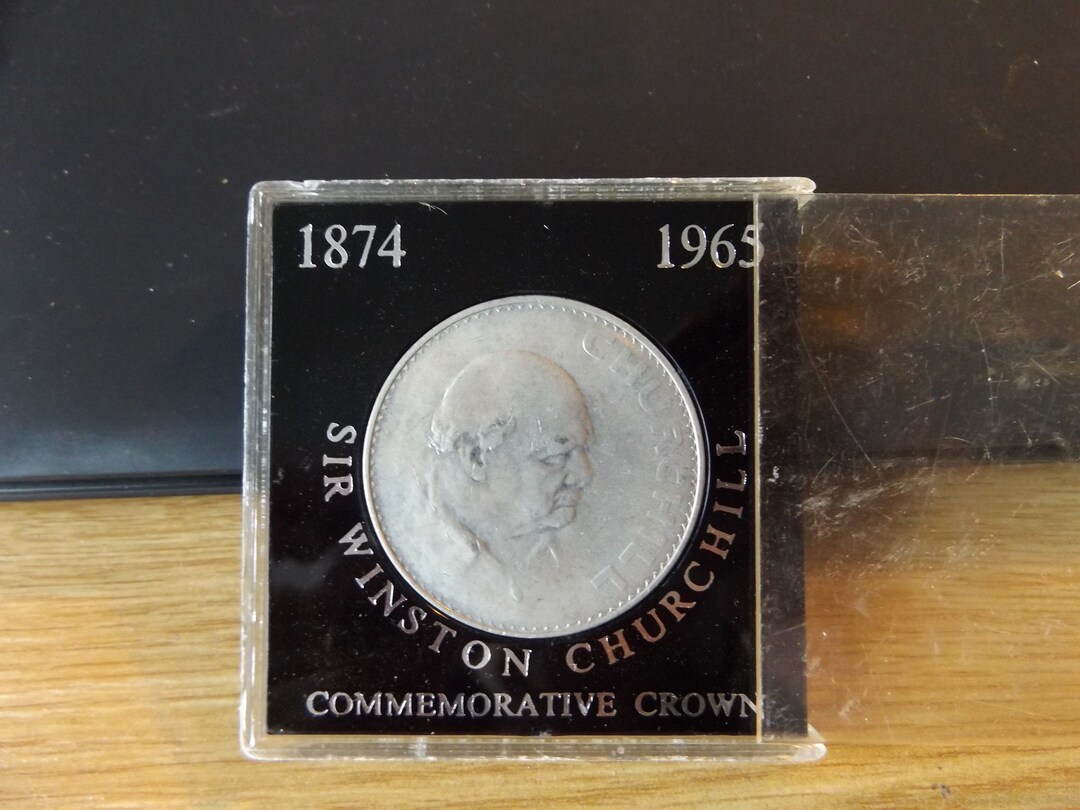 1874 1965
CHURCHILL
SIR WINSTON CHURCHILL
COMMEMORATIVE CROWN